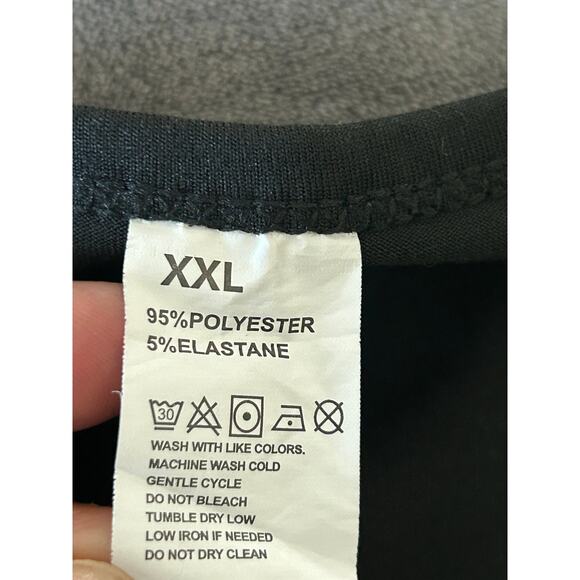 XXL
95%POLYESTER
5%ELASTANE
30
WASH WITH LIKE COLORS.
MACHINE WASH COLD
GENTLE CYCLE
DO NOT BLEACH
TUMBLE DRY LOW
LOW IRON IF NEEDED
DO NOT DRY CLEAN